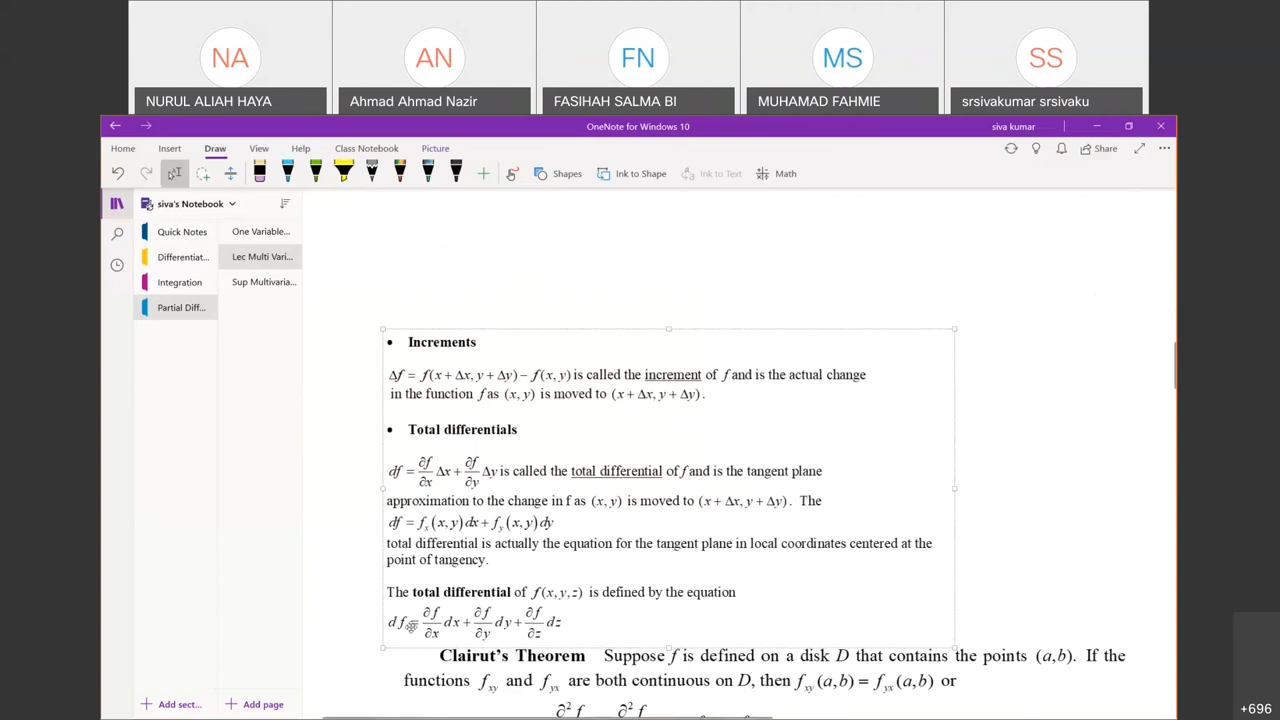 NA
AN
FN
MS
SS
NURUL ALIAH HAYA
Ahmad Ahmad Nazir
FASIHAH SALMA BI
MUHAMAD FAHMIE
srsivakumar srsivaku
OneNote for Windows 10
siva kumar
Home Insert Draw View Help Class Notebook Picture
Share
Shapes
Ink to Shape
Ink to Text
Math
siva's Notebook
Quick Notes
Differentiat...
Integration
Partial Diff...
One Variable...
Lec Multi Vari...
Sup Multivaria...
• Increments
Δf = f(x + Δx, y + Δy) − f(x, y) is called the increment of f and is the actual change
in the function f as (x, y) is moved to (x + Δx, y + Δy).
• Total differentials
df = ∂f/∂x Δx + ∂f/∂y Δy is called the total differential of f and is the tangent plane
approximation to the change in f as (x, y) is moved to (x + Δx, y + Δy). The
df = f_x(x, y)dx + f_y(x, y)dy
total differential is actually the equation for the tangent plane in local coordinates centered at the
point of tangency.
The total differential of f(x, y, z) is defined by the equation
d f = ∂f/∂x dx + ∂f/∂y dy + ∂f/∂z dz
Clairut's Theorem Suppose f is defined on a disk D that contains the points (a,b). If the
functions f_xy and f_yx are both continuous on D, then f_xy(a,b) = f_yx(a,b) or
∂²f ∂²f
Add sect...
Add page
+696